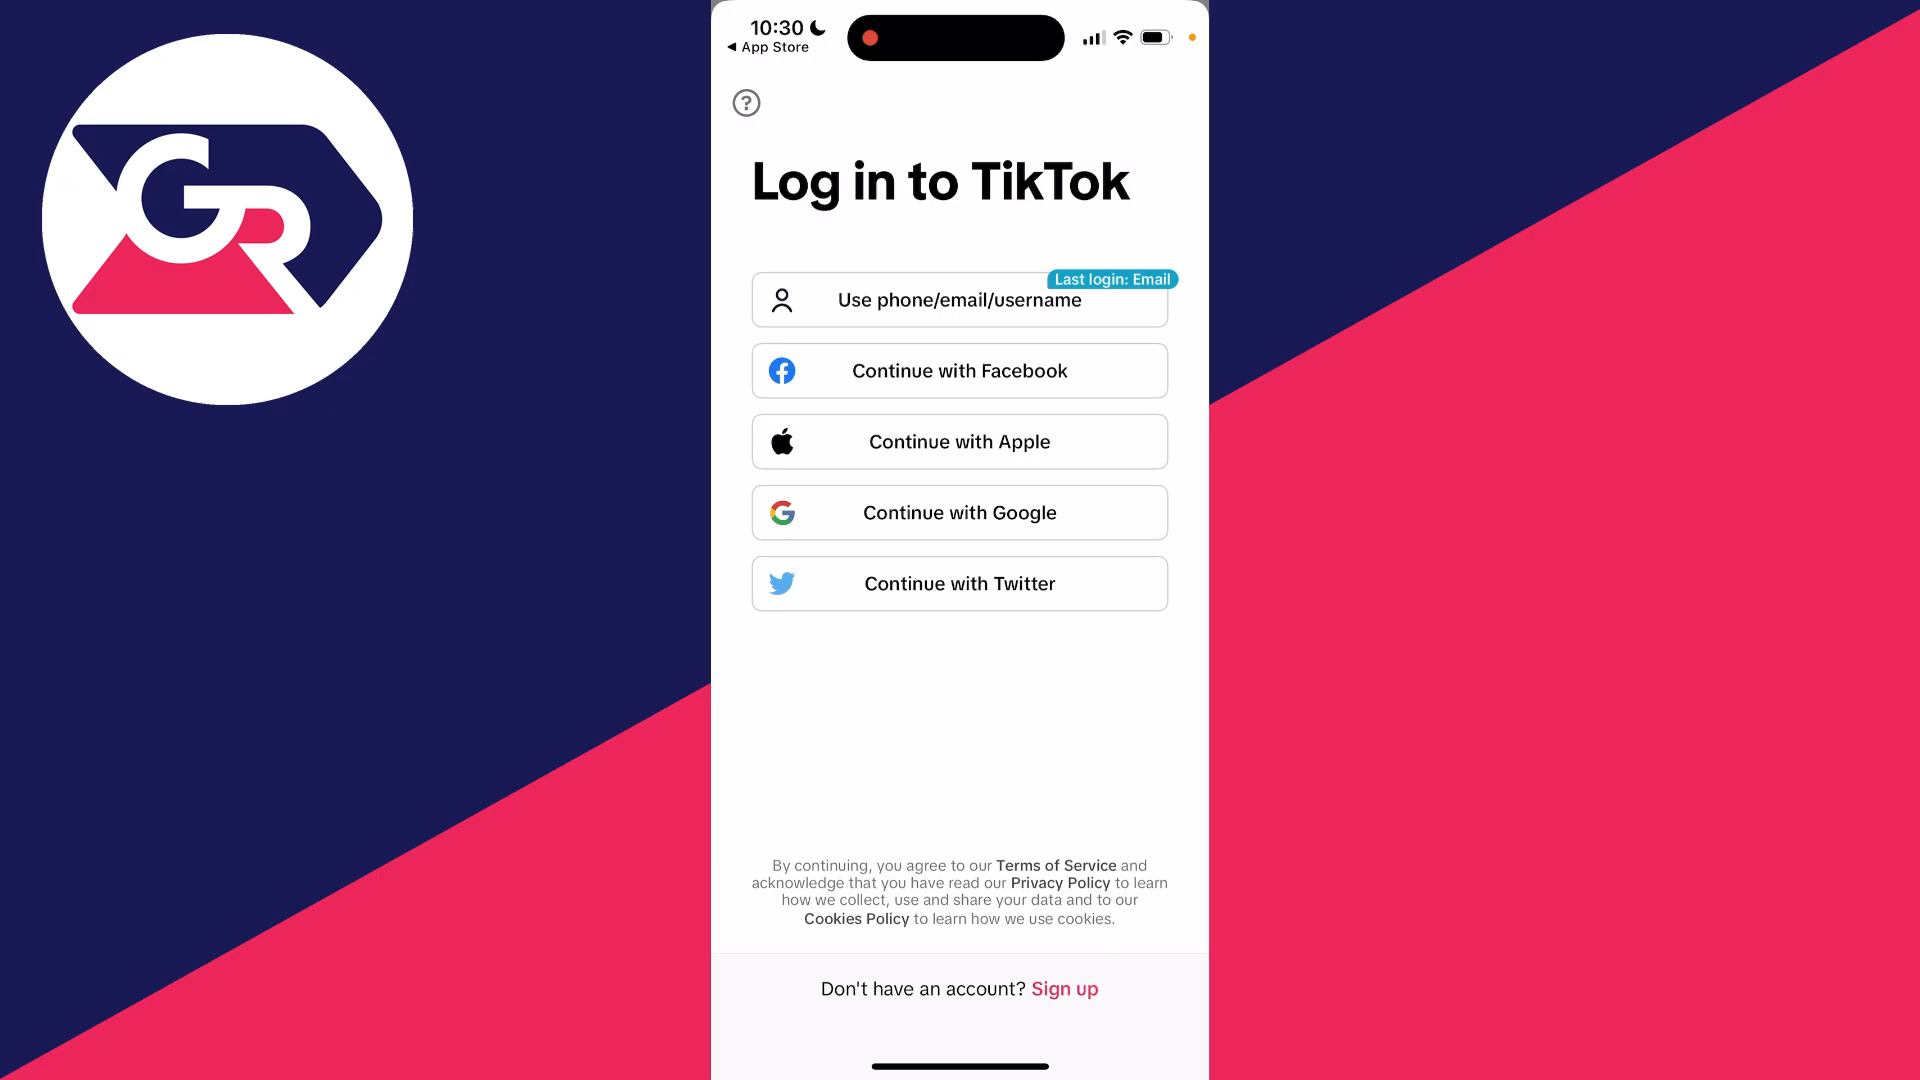 GR
10:30
◀ App Store
?
Log in to TikTok
Last login: Email
Use phone/email/username
Continue with Facebook
Continue with Apple
Continue with Google
Continue with Twitter
By continuing, you agree to our Terms of Service and
acknowledge that you have read our Privacy Policy to learn
how we collect, use and share your data and to our
Cookies Policy to learn how we use cookies.
Don't have an account? Sign up